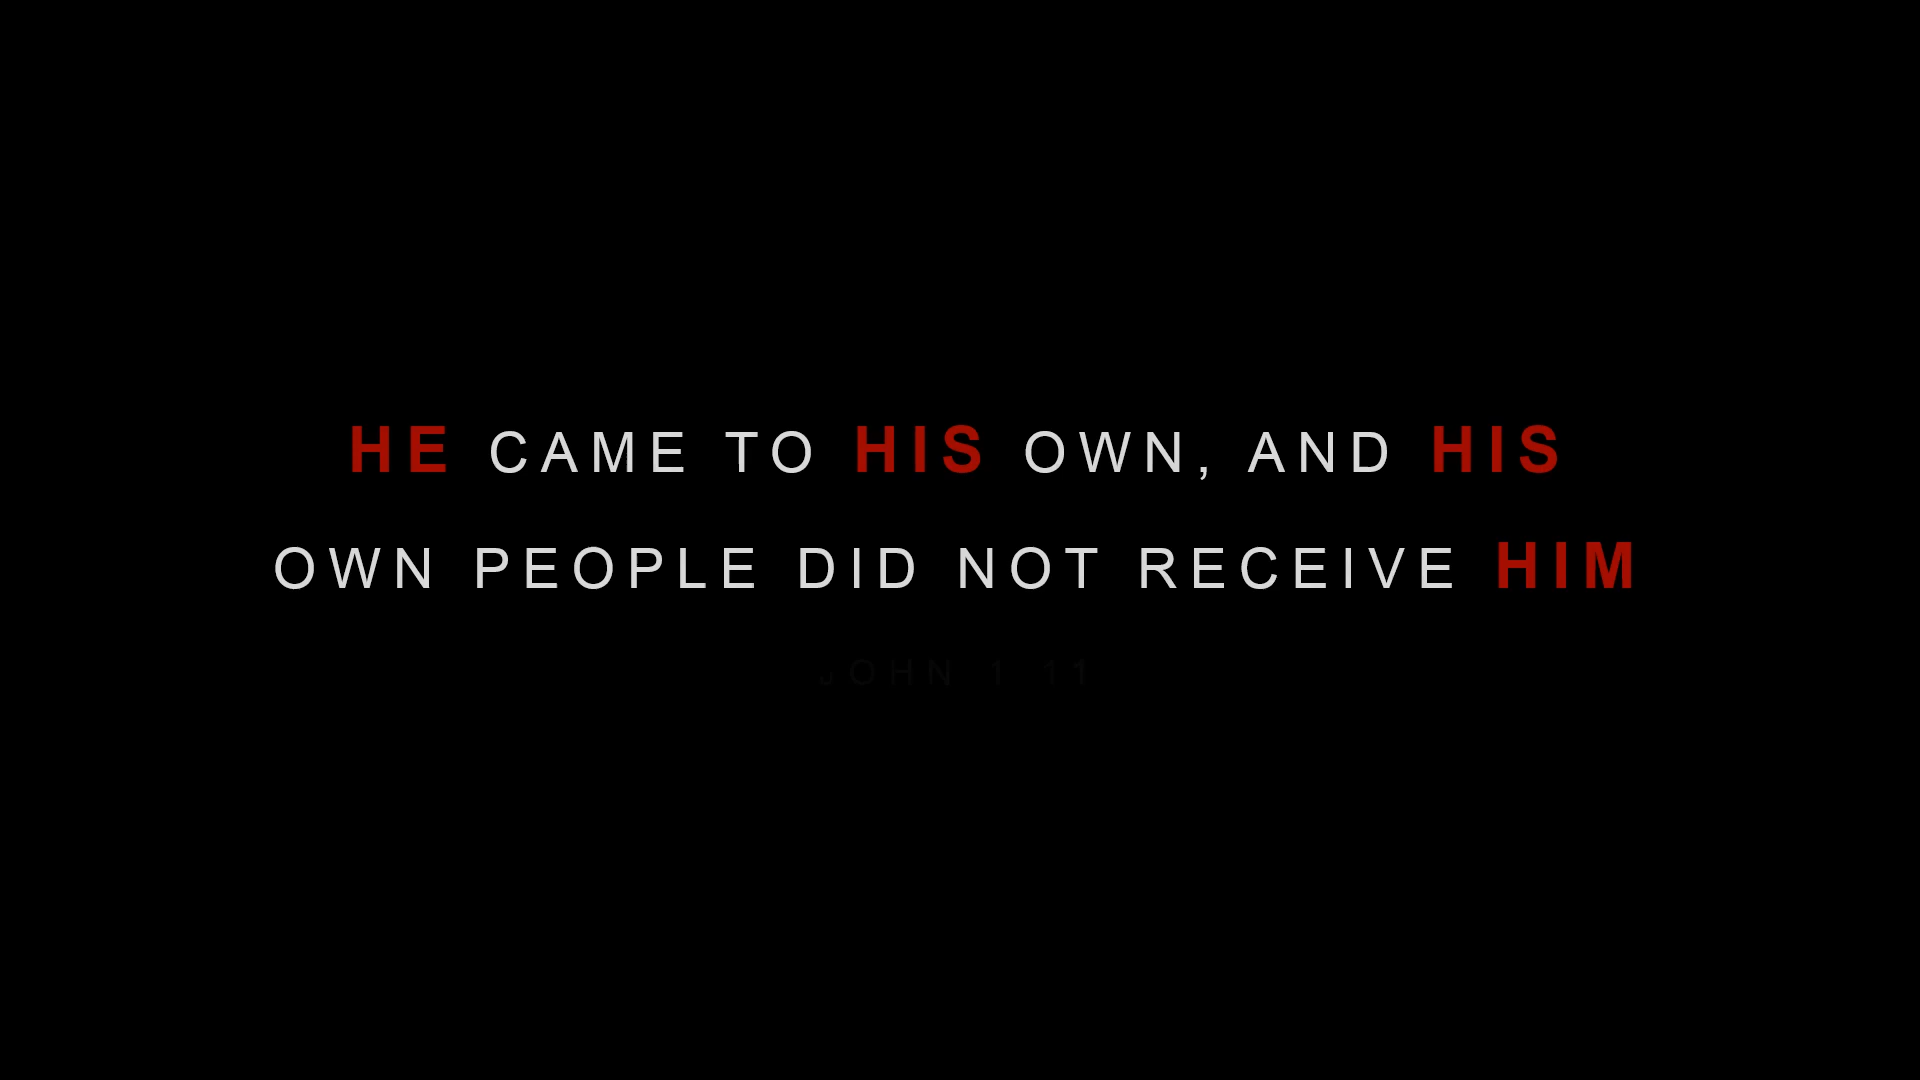 HE CAME TO HIS OWN, AND HIS
OWN PEOPLE DID NOT RECEIVE HIM
JOHN 1 11